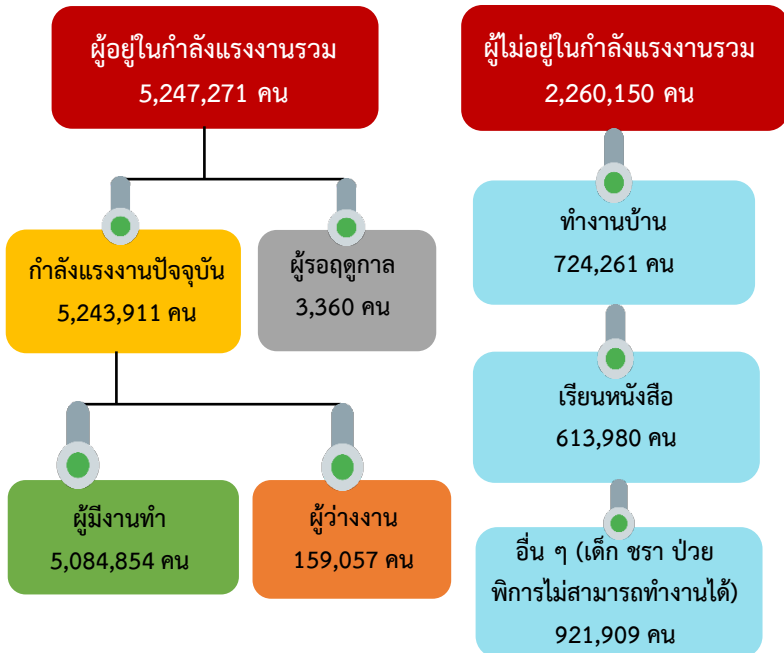 ผู้อยู่ในกำลังแรงงานรวม
5,247,271 คน
ผู้ไม่อยู่ในกำลังแรงงานรวม
2,260,150 คน
กำลังแรงงานปัจจุบัน
5,243,911 คน
ผู้รอฤดูกาล
3,360 คน
ทำงานบ้าน
724,261 คน
เรียนหนังสือ
613,980 คน
ผู้มีงานทำ
5,084,854 คน
ผู้ว่างงาน
159,057 คน
อื่น ๆ (เด็ก ชรา ป่วย
พิการไม่สามารถทำงานได้)
921,909 คน